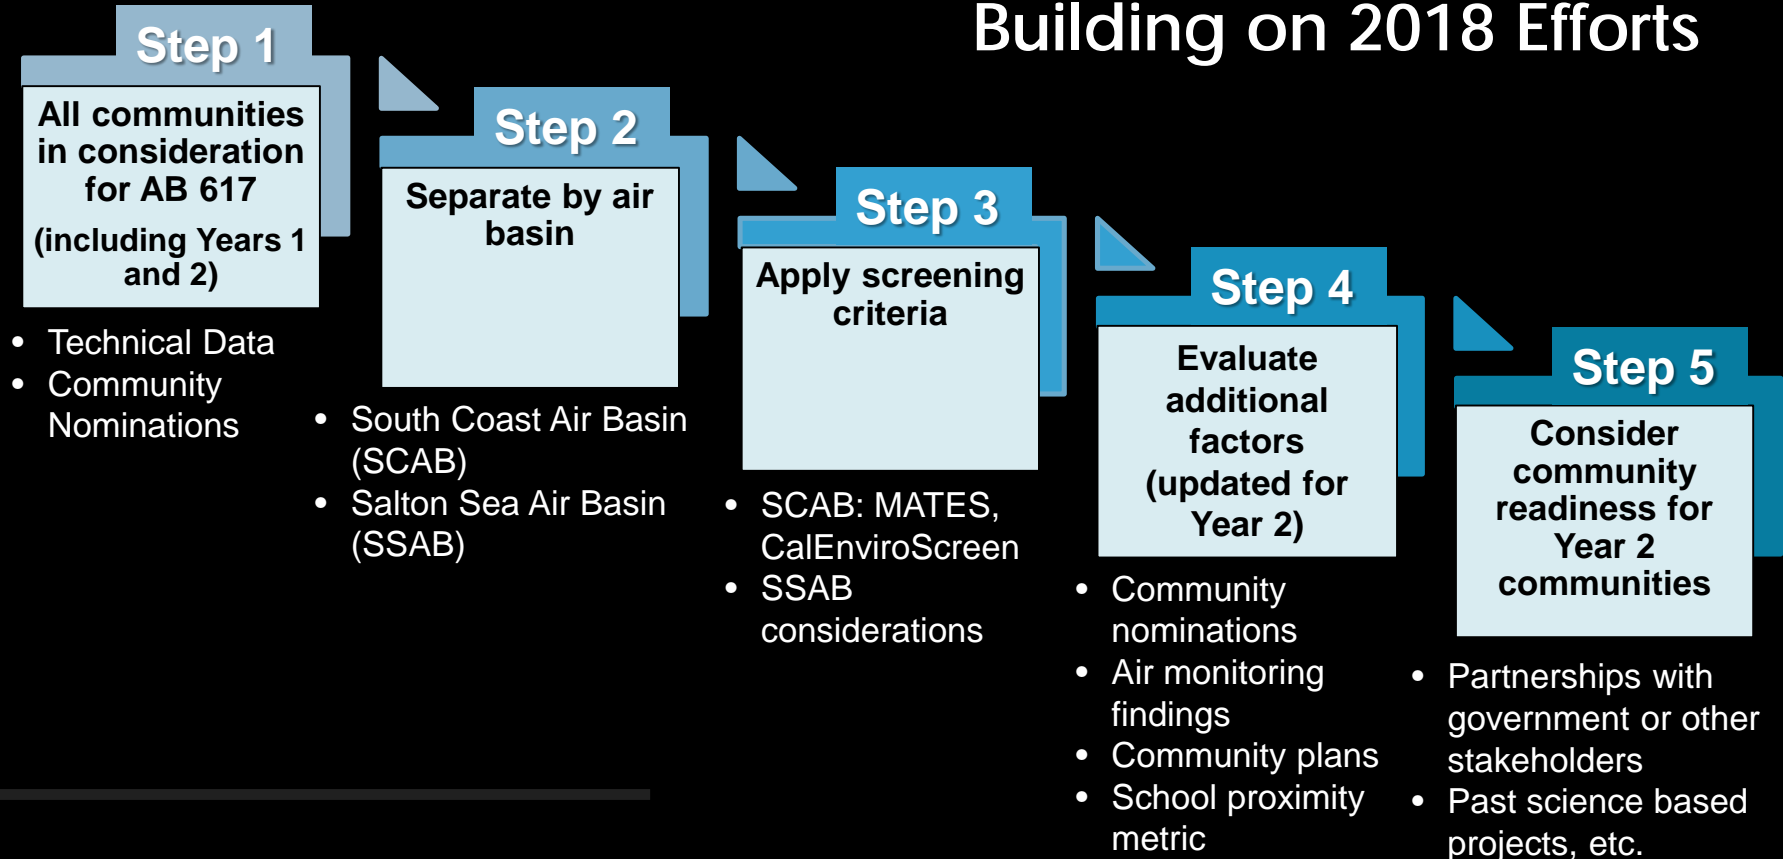 Building on 2018 Efforts
Step 1
All communities
in consideration
for AB 617
(including Years 1
and 2)
• Technical Data
• Community
Nominations
Step 2
Separate by air
basin
• South Coast Air Basin
(SCAB)
• Salton Sea Air Basin
(SSAB)
Step 3
Apply screening
criteria
• SCAB: MATES,
CalEnviroScreen
• SSAB
considerations
Step 4
Evaluate
additional
factors
(updated for
Year 2)
• Community
nominations
• Air monitoring
findings
• Community plans
• School proximity
metric
Step 5
Consider
community
readiness for
Year 2
communities
• Partnerships with
government or other
stakeholders
• Past science based
projects, etc.